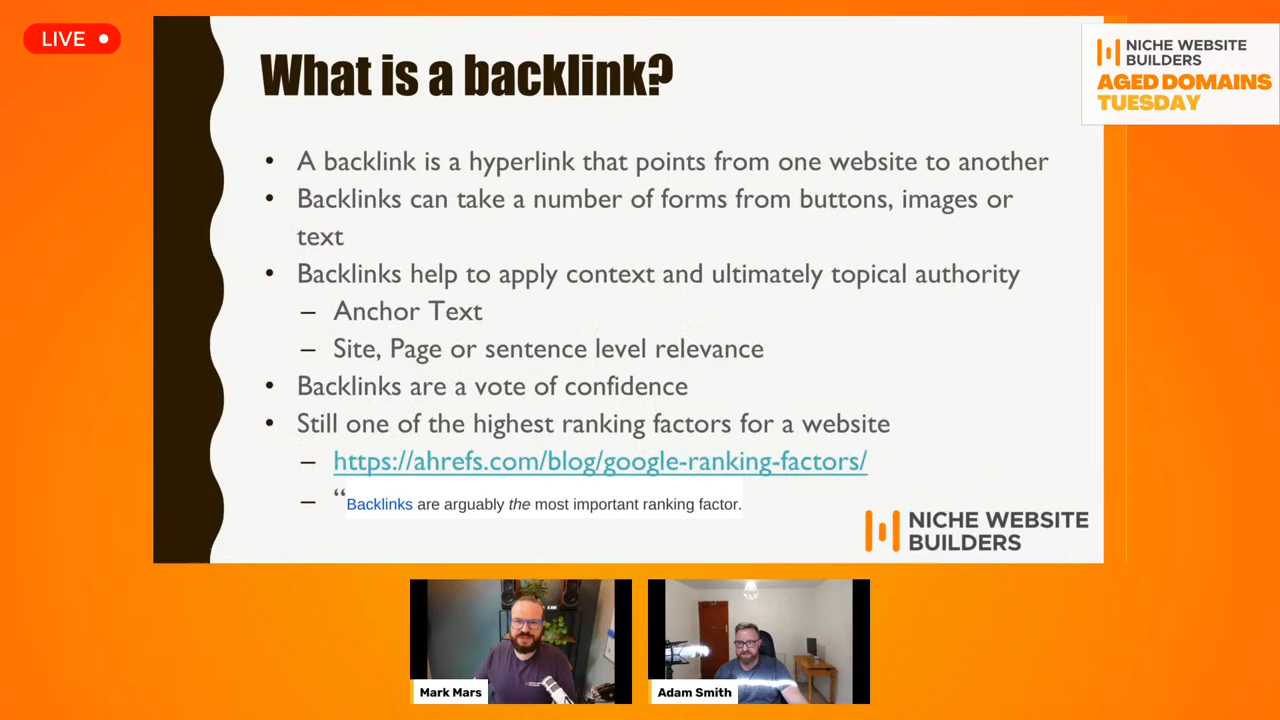 LIVE
NICHE WEBSITE
BUILDERS
AGED DOMAINS
TUESDAY
What is a backlink?
• A backlink is a hyperlink that points from one website to another
• Backlinks can take a number of forms from buttons, images or
text
• Backlinks help to apply context and ultimately topical authority
– Anchor Text
– Site, Page or sentence level relevance
• Backlinks are a vote of confidence
• Still one of the highest ranking factors for a website
– https://ahrefs.com/blog/google-ranking-factors/
– “Backlinks are arguably the most important ranking factor.
NICHE WEBSITE
BUILDERS
Mark Mars
Adam Smith